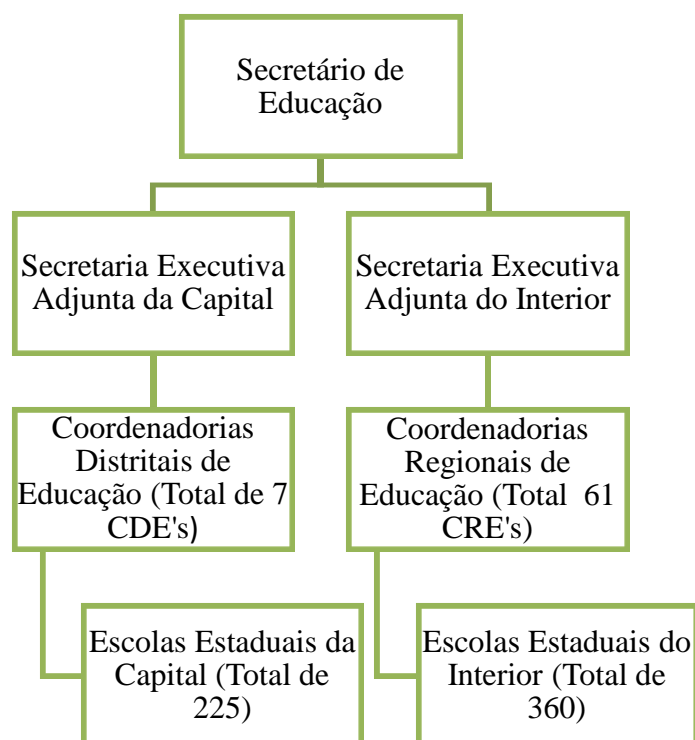 Secretário de
Educação
Secretaria Executiva
Adjunta da Capital
Secretaria Executiva
Adjunta do Interior
Coordenadorias
Distritais de
Educação (Total de 7
CDE's)
Coordenadorias
Regionais de
Educação (Total  61
CRE's)
Escolas Estaduais da
Capital (Total de
225)
Escolas Estaduais do
Interior (Total de
360)